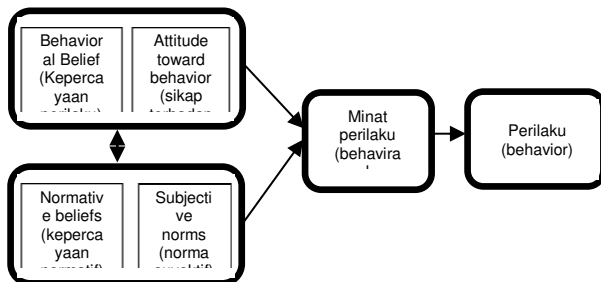 Behavior
al Belief
(Keperca
yaan
Attitude
toward
behavior
(sikap
Minat
perilaku
(behavira
Perilaku
(behavior)
Normativ
e beliefs
(keperca
yaan
Subjecti
ve
norms
(norma